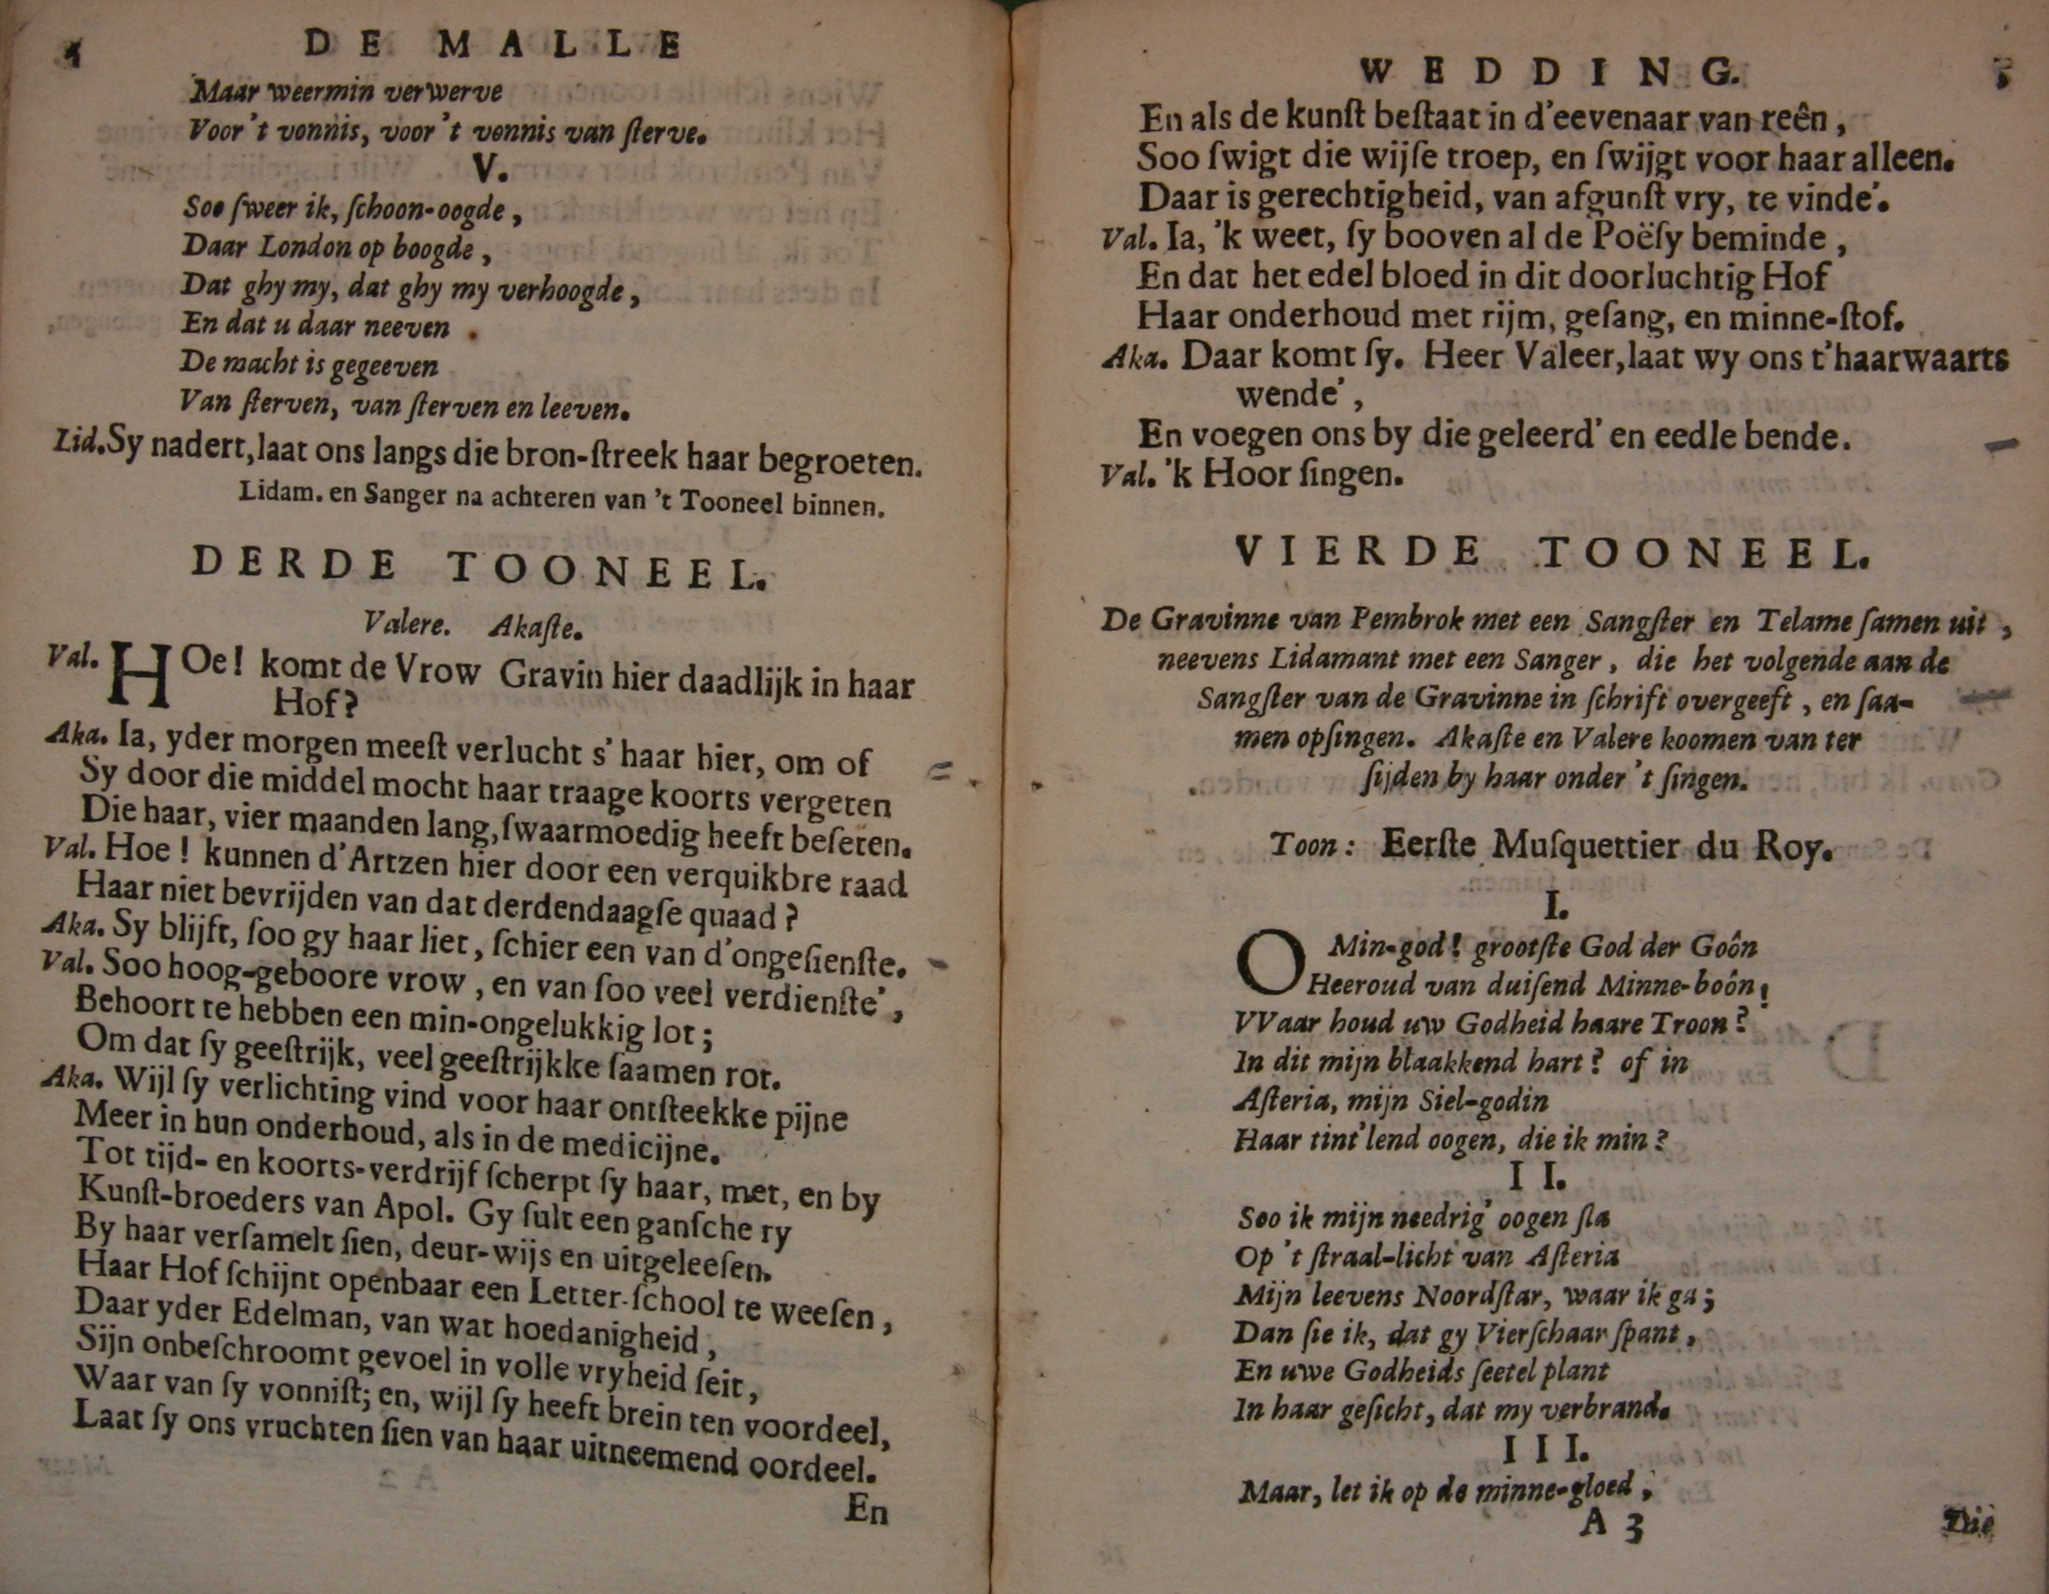 4
DE MALLE
Maar weermin verwerve
Voor 't vonnis, voor 't vonnis van ſterve.
V.
Soo ſweer ik, ſchoon-oogde,
Daar London op boogde,
Dat ghy my, dat ghy my verhoogde,
En dat u daar neeven.
De macht is gegeeven
Van ſterven, van ſterven en leeven.
Lid. Sy nadert, laat ons langs die bron-ſtreek haar begroeten.
Lidam. en Sanger na achteren van 't Tooneel binnen.
DERDE TOONEEL.
Valere. Akaſte.
Val. HOe! komt de Vrow Gravin hier daadlijk in haar
Hof?
Aka. Ia, yder morgen meeſt verlucht s' haar hier, om of
Sy door die middel mocht haar traage koorts vergeten
Die haar, vier maanden lang, ſwaarmoedig heeft beſeten.
Val. Hoe! kunnen d'Artzen hier door een verquikbre raad
Haar niet bevrijden van dat derdendaagſe quaad?
Aka. Sy blijft, ſoo gy haar liet, ſchier een van d'ongeſienſte.
Val. Soo hoog-geboore vrow, en van ſoo veel verdienſte',
Behoort te hebben een min-ongelukkig lot;
Om dat ſy geeſtrijk, veel geeſtrijkke ſaamen rot.
Aka. Wijl ſy verlichting vind voor haar ontſteekke pijne
Meer in hun onderhoud, als in de medicijne.
Tot tijd- en koorts-verdrijf ſcherpt ſy haar, met, en by
Kunſt-broeders van Apol. Gy ſult een ganſche ry
By haar verſamelt ſien, deur-wijs en uitgeleeſen.
Haar Hof ſchijnt openbaar een Letter-ſchool te weeſen,
Daar yder Edelman, van wat hoedanigheid,
Sijn onbeſchroomt gevoel in volle vryheid ſeit,
Waar van ſy vonniſt; en, wijl ſy heeft brein ten voordeel,
Laat ſy ons vruchten ſien van haar uitneemend oordeel.
En
WEDDING.
5
En als de kunſt beſtaat in d'eevenaar van reên,
Soo ſwigt die wijſe troep, en ſwijgt voor haar alleen.
Daar is gerechtigheid, van afgunſt vry, te vinde'.
Val. Ia, 'k weet, ſy booven al de Poëſy beminde,
En dat het edel bloed in dit doorluchtig Hof
Haar onderhoud met rijm, geſang, en minne-ſtof.
Aka. Daar komt ſy. Heer Valeer, laat wy ons t'haarwaarts
wende',
En voegen ons by die geleerd' en eedle bende.
Val. 'k Hoor ſingen.
VIERDE TOONEEL.
De Gravinne van Pembrok met een Sangſter en Telame ſamen uit,
neevens Lidamant met een Sanger, die het volgende aan de
Sangſter van de Gravinne in ſchrift overgeeft, en ſaa-
men opſingen. Akaſte en Valere koomen van ter
ſijden by haar onder 't ſingen.
Toon: Eerſte Muſquettier du Roy.
I.
O Min-god! grootſte God der Goôn
Heeroud van duiſend Minne-boôn,
VVaar houd uw Godheid haare Troon?
In dit mijn blaakkend hart? of in
Aſteria, mijn Siel-godin
Haar tint'lend oogen, die ik min?
II.
Soo ik mijn needrig' oogen ſla
Op 't ſtraal-licht van Aſteria
Mijn leevens Noordſtar, waar ik ga;
Dan ſie ik, dat gy Vierſchaar ſpant,
En uwe Godheids ſeetel plant
In haar geſicht, dat my verbrand.
III.
Maar, let ik op de minne-gloed,
A 3
Die